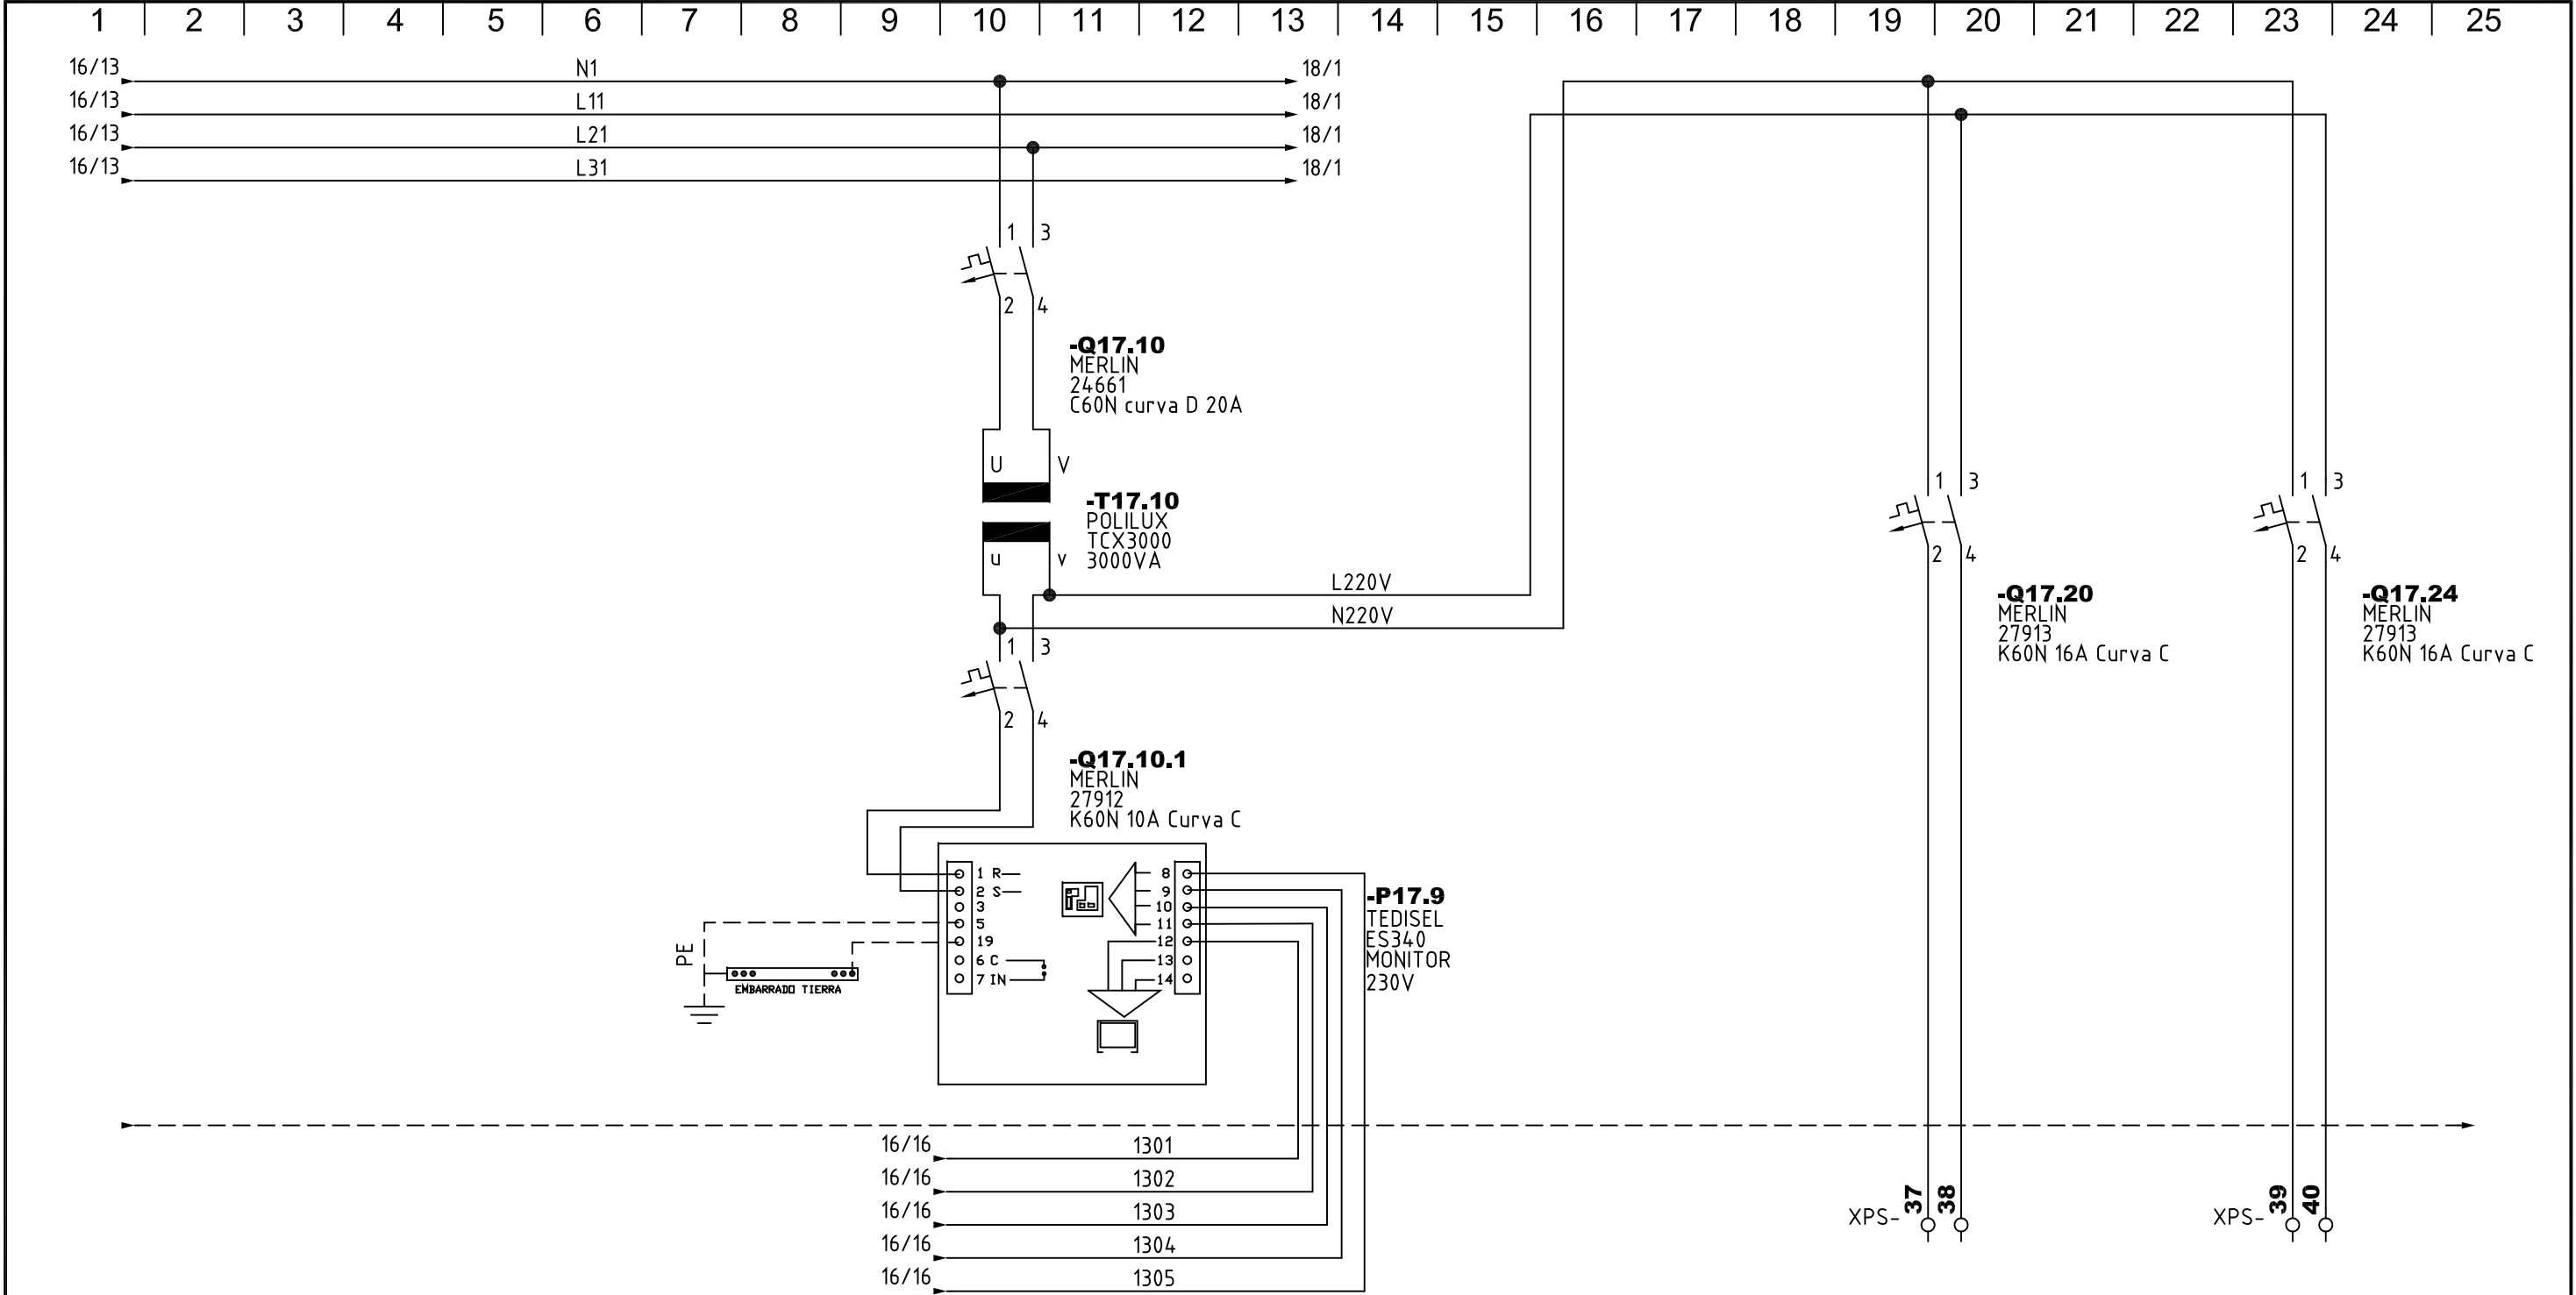 1 2 3 4 5 6 7 8 9 10 11 12 13 14 15 16 17 18 19 20 21 22 23 24 25
16/13 N1 18/1
16/13 L11 18/1
16/13 L21 18/1
16/13 L31 18/1
1 3
2 4
-Q17.10
MERLIN
24661
C60N curva D 20A
U V
-T17.10
POLILUX
TCX3000
3000VA
u v
L220V
N220V
1 3
2 4
-Q17.10.1
MERLIN
27912
K60N 10A Curva C
1 3
2 4
-Q17.20
MERLIN
27913
K60N 16A Curva C
1 3
2 4
-Q17.24
MERLIN
27913
K60N 16A Curva C
1 R
2 S
3
5
19
6 C
7 IN
8
9
10
11
12
13
14
-P17.9
TEDISEL
ES340
MONITOR
230V
PE
EMBARRADO TIERRA
16/16 1301
16/16 1302
16/16 1303
16/16 1304
16/16 1305
XPS- 37 38
XPS- 39 40